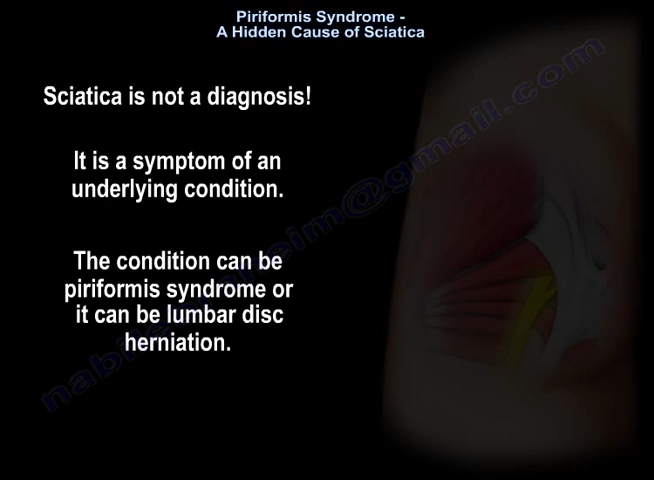 Piriformis Syndrome -
A Hidden Cause of Sciatica
Sciatica is not a diagnosis!
It is a symptom of an
underlying condition.
The condition can be
piriformis syndrome or
it can be lumbar disc
herniation.